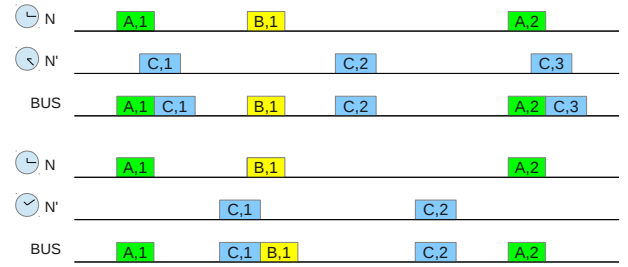 N A,1 B,1 A,2
N' C,1 C,2 C,3
BUS A,1 C,1 B,1 C,2 A,2 C,3
N A,1 B,1 A,2
N' C,1 C,2
BUS A,1 C,1 B,1 C,2 A,2